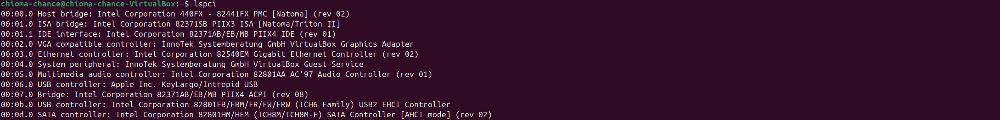 chioma-chance@chioma-chance-VirtualBox:~$ lspci
00:00.0 Host bridge: Intel Corporation 440FX - 82441FX PMC [Natoma] (rev 02)
00:01.0 ISA bridge: Intel Corporation 82371SB PIIX3 ISA [Natoma/Triton II]
00:01.1 IDE interface: Intel Corporation 82371AB/EB/MB PIIX4 IDE (rev 01)
00:02.0 VGA compatible controller: InnoTek Systemberatung GmbH VirtualBox Graphics Adapter
00:03.0 Ethernet controller: Intel Corporation 82540EM Gigabit Ethernet Controller (rev 02)
00:04.0 System peripheral: InnoTek Systemberatung GmbH VirtualBox Guest Service
00:05.0 Multimedia audio controller: Intel Corporation 82801AA AC'97 Audio Controller (rev 01)
00:06.0 USB controller: Apple Inc. KeyLargo/Intrepid USB
00:07.0 Bridge: Intel Corporation 82371AB/EB/MB PIIX4 ACPI (rev 08)
00:0b.0 USB controller: Intel Corporation 82801FB/FBM/FR/FW/FRW (ICH6 Family) USB2 EHCI Controller
00:0d.0 SATA controller: Intel Corporation 82801HM/HEM (ICH8M/ICH8M-E) SATA Controller [AHCI mode] (rev 02)